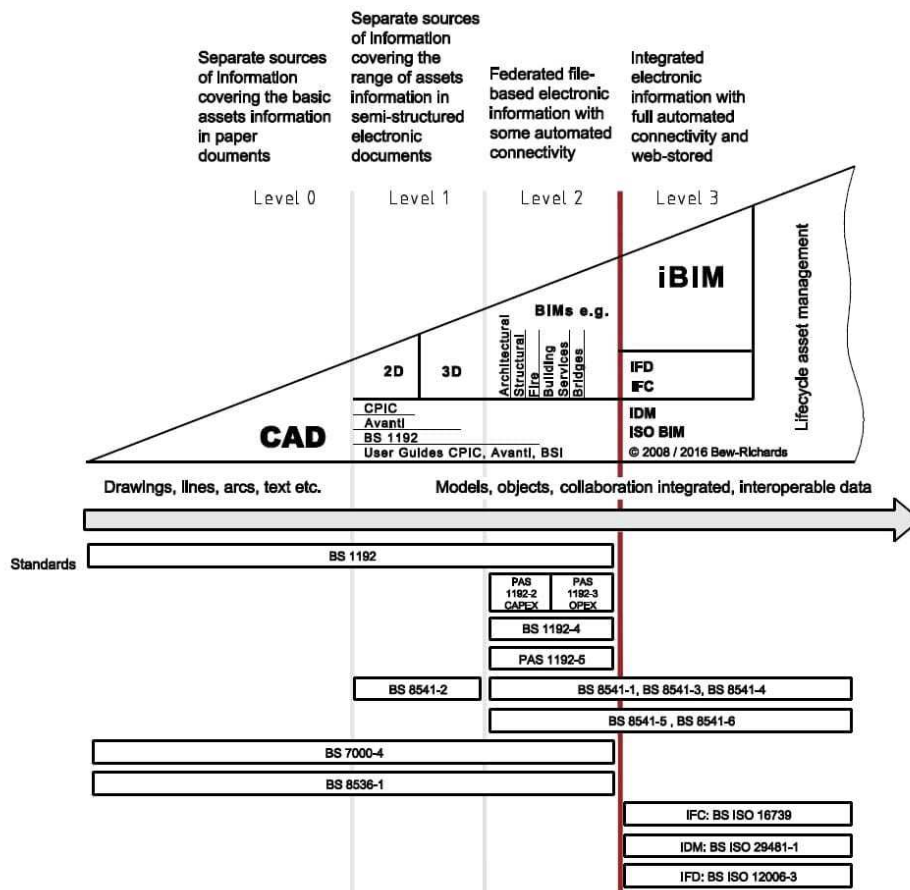 Separate sources
of Information
covering the basic
assets information
in paper
douments
Separate sources
of Information
covering the
range of assets
information in
semi-structured
electronic
documents
Federated file-
based electronic
information with
some automated
connectivity
Integrated
electronic
information with
full automated
connectivity and
web-stored
Level 0
Level 1
Level 2
Level 3
iBIM
BIMs e.g.
Architectural
Structural
Fire
Building
Services
Bridges
2D
3D
IFD
IFC
Lifecycle asset management
CAD
CPIC
Avanti
BS 1192
User Guides CPIC, Avanti, BSI
IDM
ISO BIM
© 2008 / 2016 Bew-Richards
Drawings, lines, arcs, text etc.
Models, objects, collaboration integrated, interoperable data
Standards
BS 1192
PAS
1192-2
CAPEX
PAS
1192-3
OPEX
BS 1192-4
PAS 1192-5
BS 8541-2
BS 8541-1, BS 8541-3, BS 8541-4
BS 8541-5 , BS 8541-6
BS 7000-4
BS 8536-1
IFC: BS ISO 16739
IDM: BS ISO 29481-1
IFD: BS ISO 12006-3